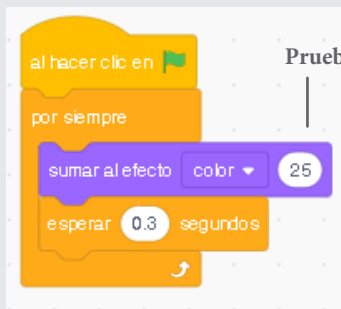 al hacer clic en
Prueb
por siempre
sumar al efecto color 25
esperar 0.3 segundos